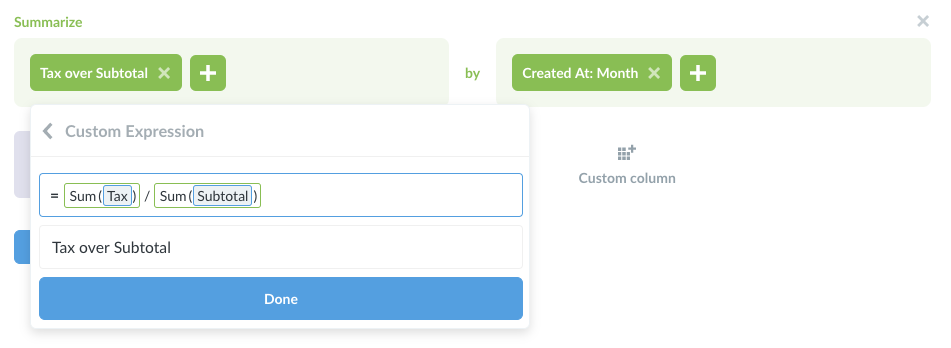 Summarize
Tax over Subtotal
by
Created At: Month
Custom Expression
= Sum(Tax) / Sum(Subtotal)
Custom column
Tax over Subtotal
Done